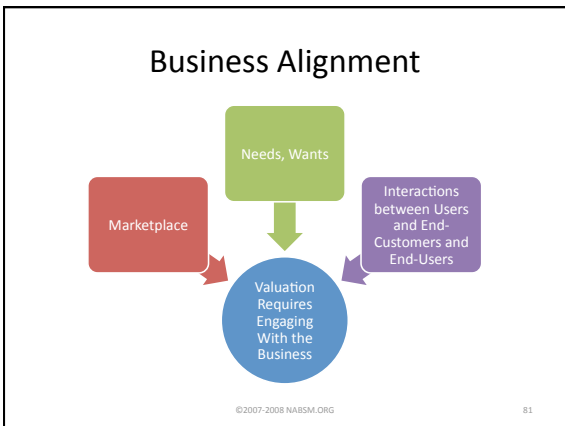 Business Alignment
Needs, Wants
Marketplace
Interactions
between Users
and End-
Customers and
End-Users
Valuation
Requires
Engaging
With the
Business
©2007-2008 NABSM.ORG
81